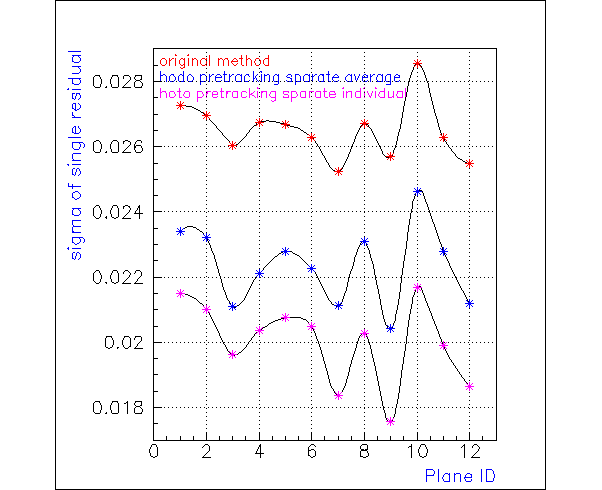 original method
hodo pretracking sparate average
hoto pretracking sparate individual
sigma of single residual
0.028
0.026
0.024
0.022
0.02
0.018
0 2 4 6 8 10 12
Plane ID